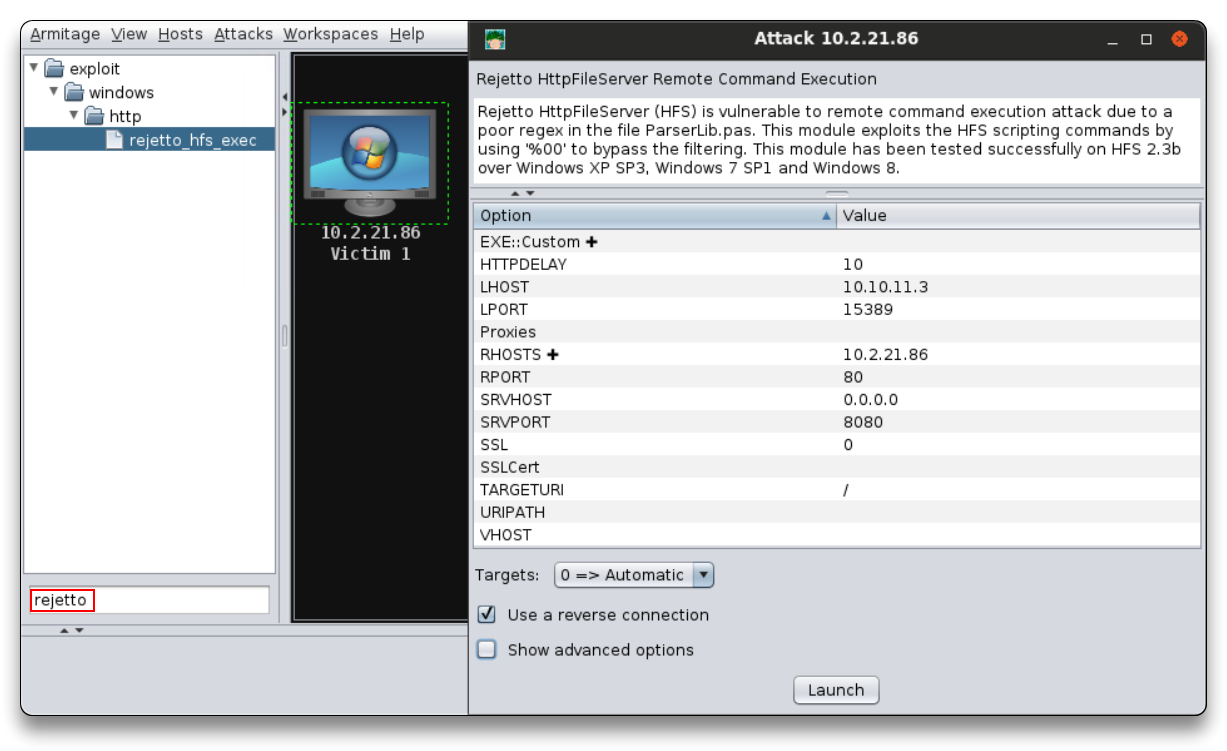 Armitage View Hosts Attacks Workspaces Help
exploit
windows
http
rejetto_hfs_exec
rejetto
10.2.21.86
Victim 1
Attack 10.2.21.86
Rejetto HttpFileServer Remote Command Execution
Rejetto HttpFileServer (HFS) is vulnerable to remote command execution attack due to a
poor regex in the file ParserLib.pas. This module exploits the HFS scripting commands by
using '%00' to bypass the filtering. This module has been tested successfully on HFS 2.3b
over Windows XP SP3, Windows 7 SP1 and Windows 8.
Option Value
EXE::Custom +
HTTPDELAY 10
LHOST 10.10.11.3
LPORT 15389
Proxies
RHOSTS + 10.2.21.86
RPORT 80
SRVHOST 0.0.0.0
SRVPORT 8080
SSL 0
SSLCert
TARGETURI /
URIPATH
VHOST
Targets: 0 => Automatic
Use a reverse connection
Show advanced options
Launch